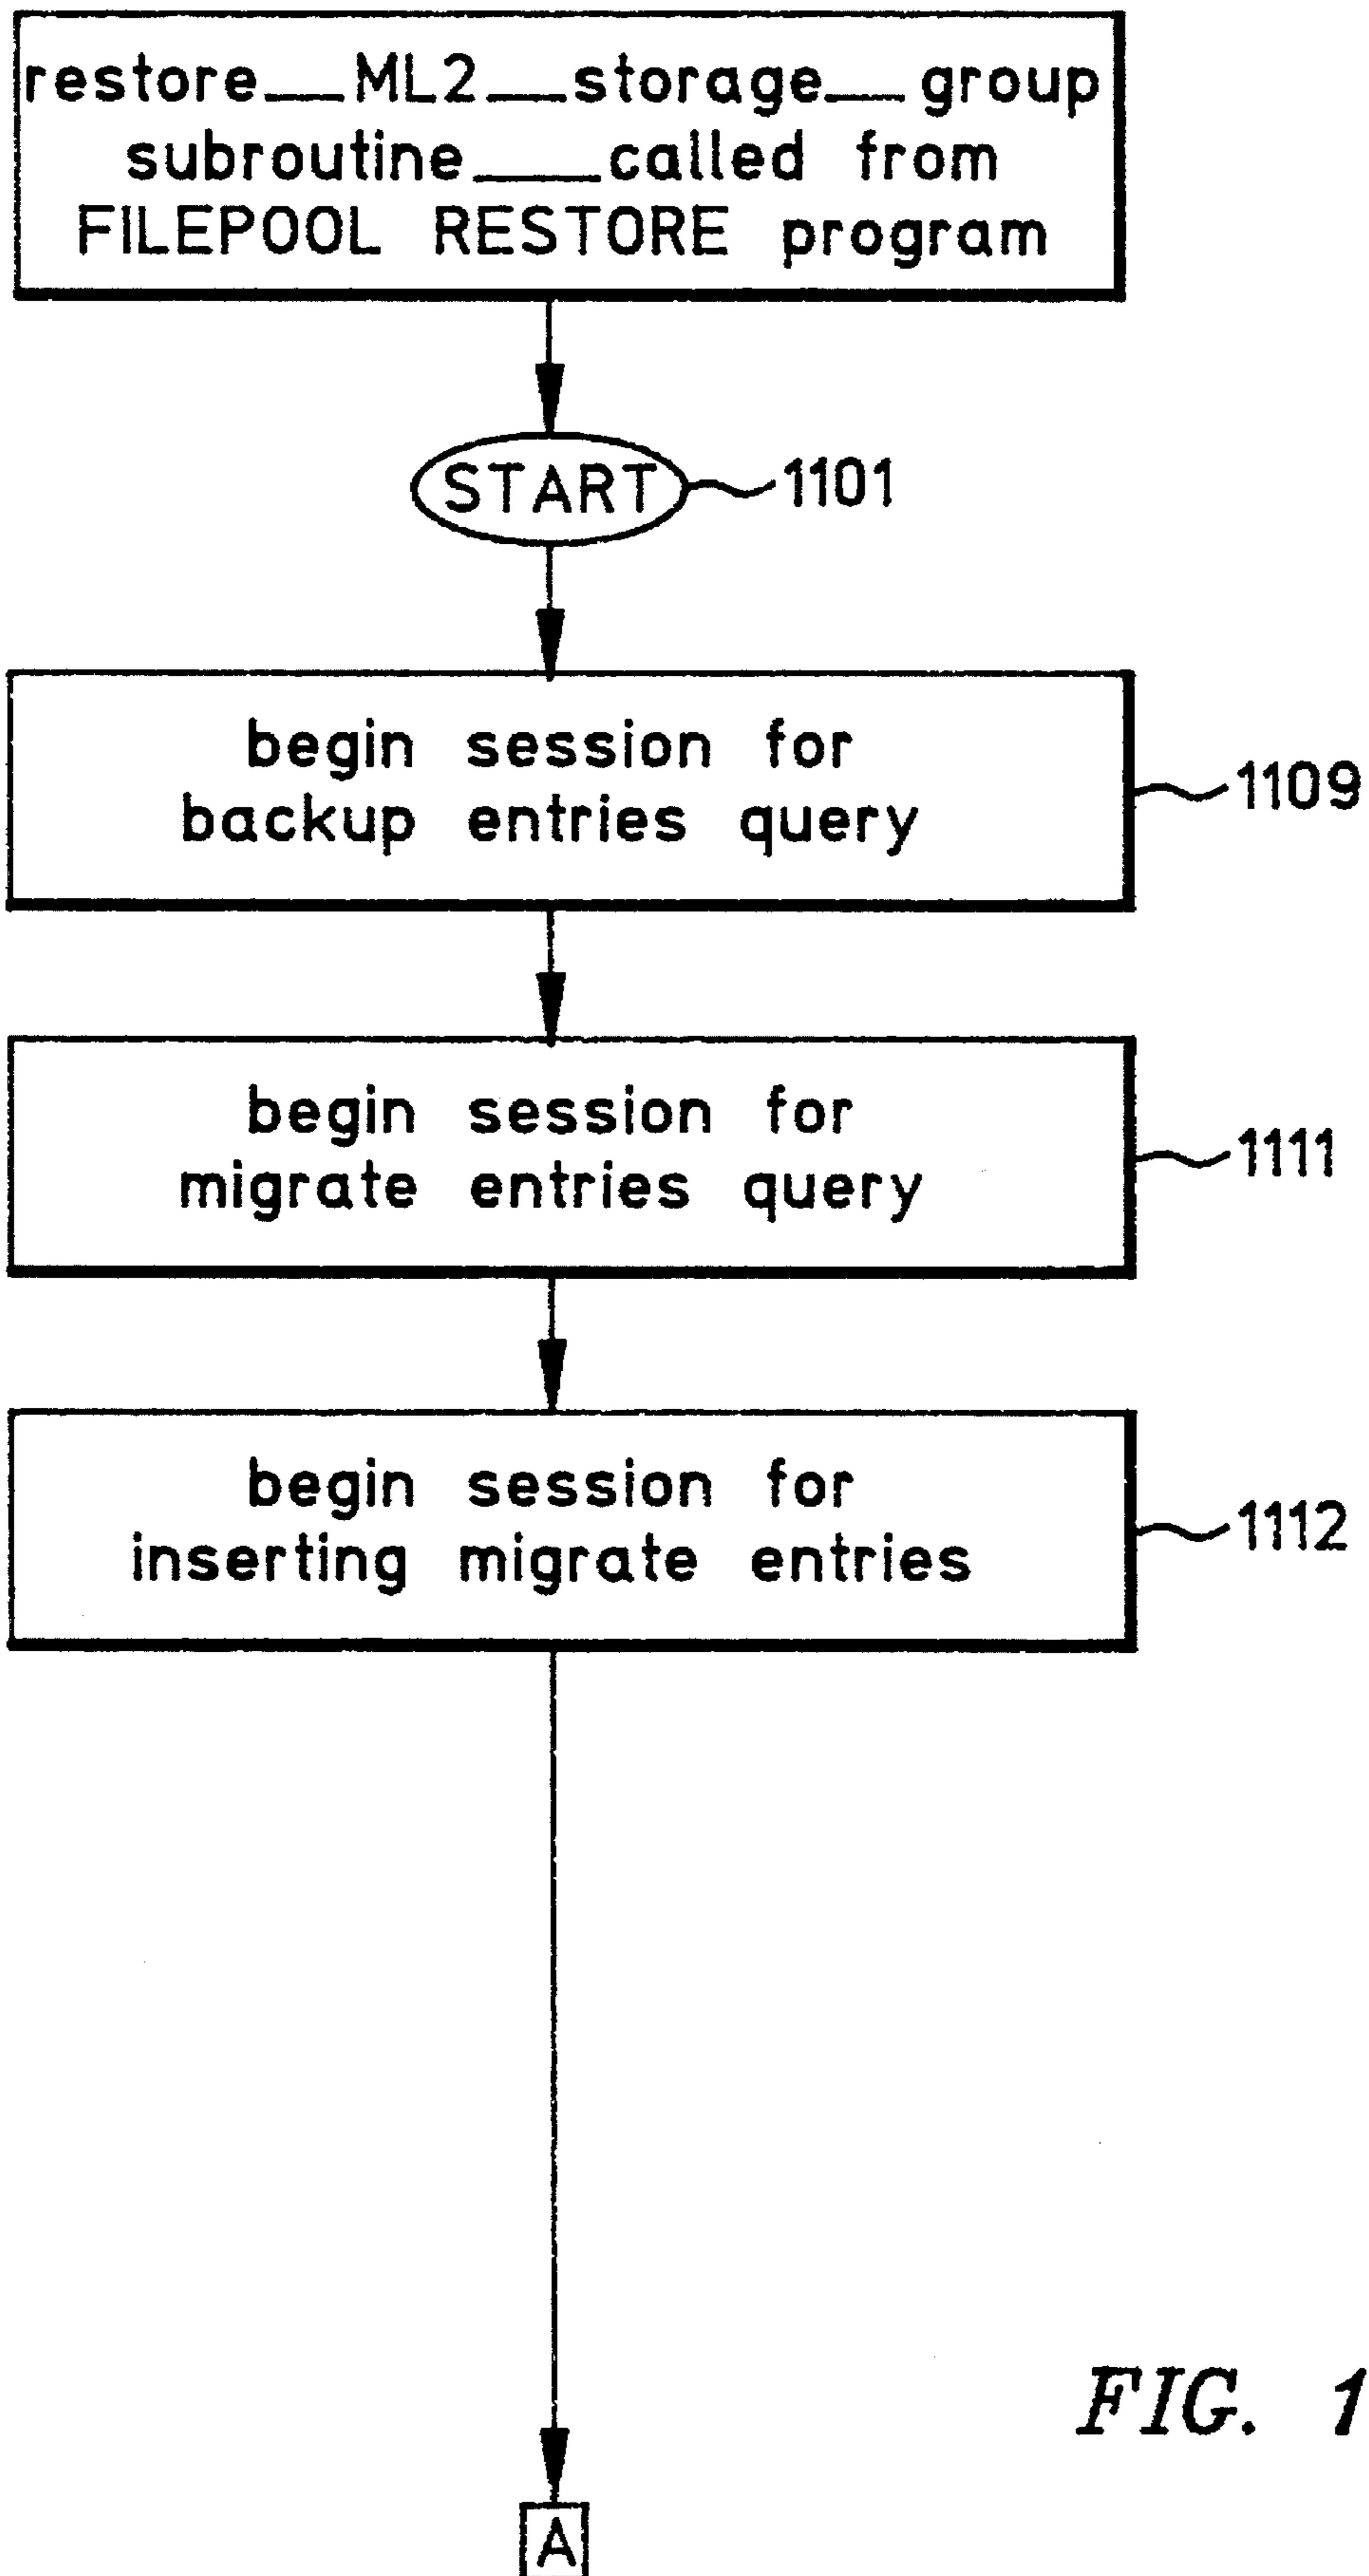 restore__ML2__storage__group
subroutine___called from
FILEPOOL RESTORE program
START
1101
begin session for
backup entries query
1109
begin session for
migrate entries query
1111
begin session for
inserting migrate entries
1112
FIG. 1
A